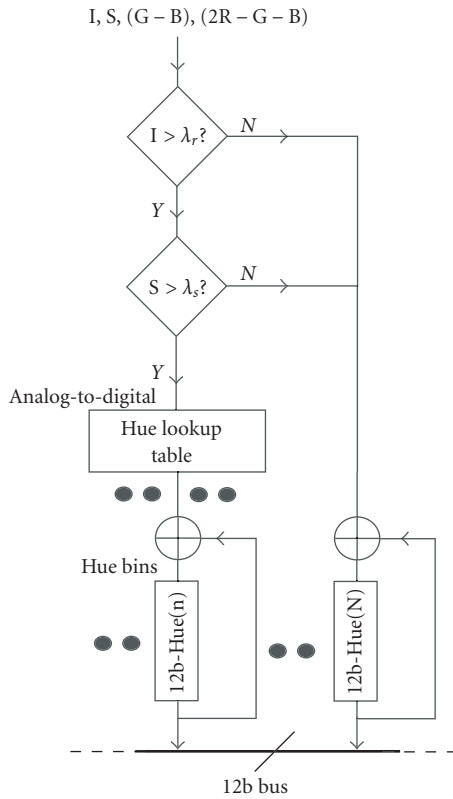 I, S, (G – B), (2R – G – B)
I > λr?
N
Y
S > λs?
N
Y
Analog-to-digital
Hue lookup
table
Hue bins
12b-Hue(n)
12b-Hue(N)
12b bus